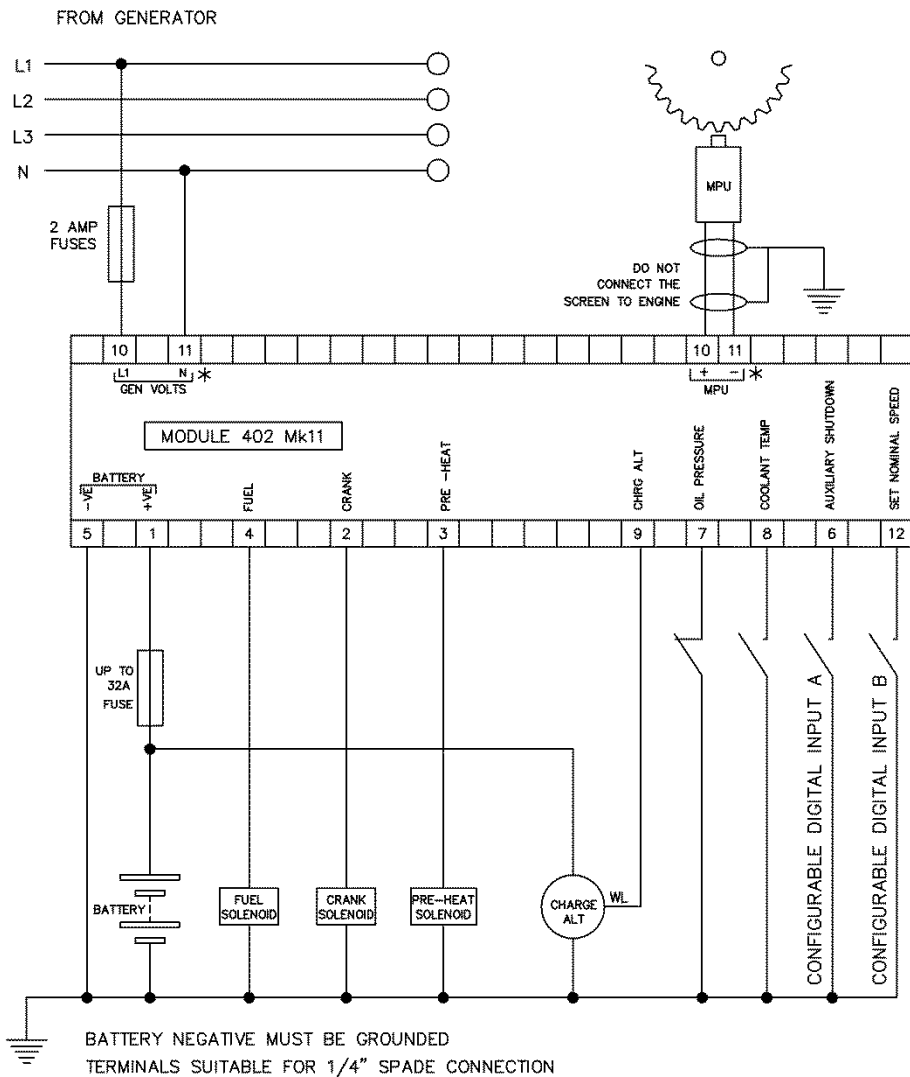 FROM GENERATOR
L1
L2
L3
N
2 AMP
FUSES
MPU
DO NOT
CONNECT THE
SCREEN TO ENGINE
10
11
10
11
L1
N
*
GEN VOLTS
+
-
*
MPU
MODULE 402 Mk11
BATTERY
-VE
+VE
FUEL
CRANK
PRE -HEAT
CHRG ALT
OIL PRESSURE
COOLANT TEMP
AUXILIARY SHUTDOWN
SET NOMINAL SPEED
5
1
4
2
3
9
7
8
6
12
UP TO
32A
FUSE
BATTERY
FUEL
SOLENOID
CRANK
SOLENOID
PRE-HEAT
SOLENOID
CHARGE
ALT
WL
CONFIGURABLE DIGITAL INPUT A
CONFIGURABLE DIGITAL INPUT B
BATTERY NEGATIVE MUST BE GROUNDED
TERMINALS SUITABLE FOR 1/4" SPADE CONNECTION